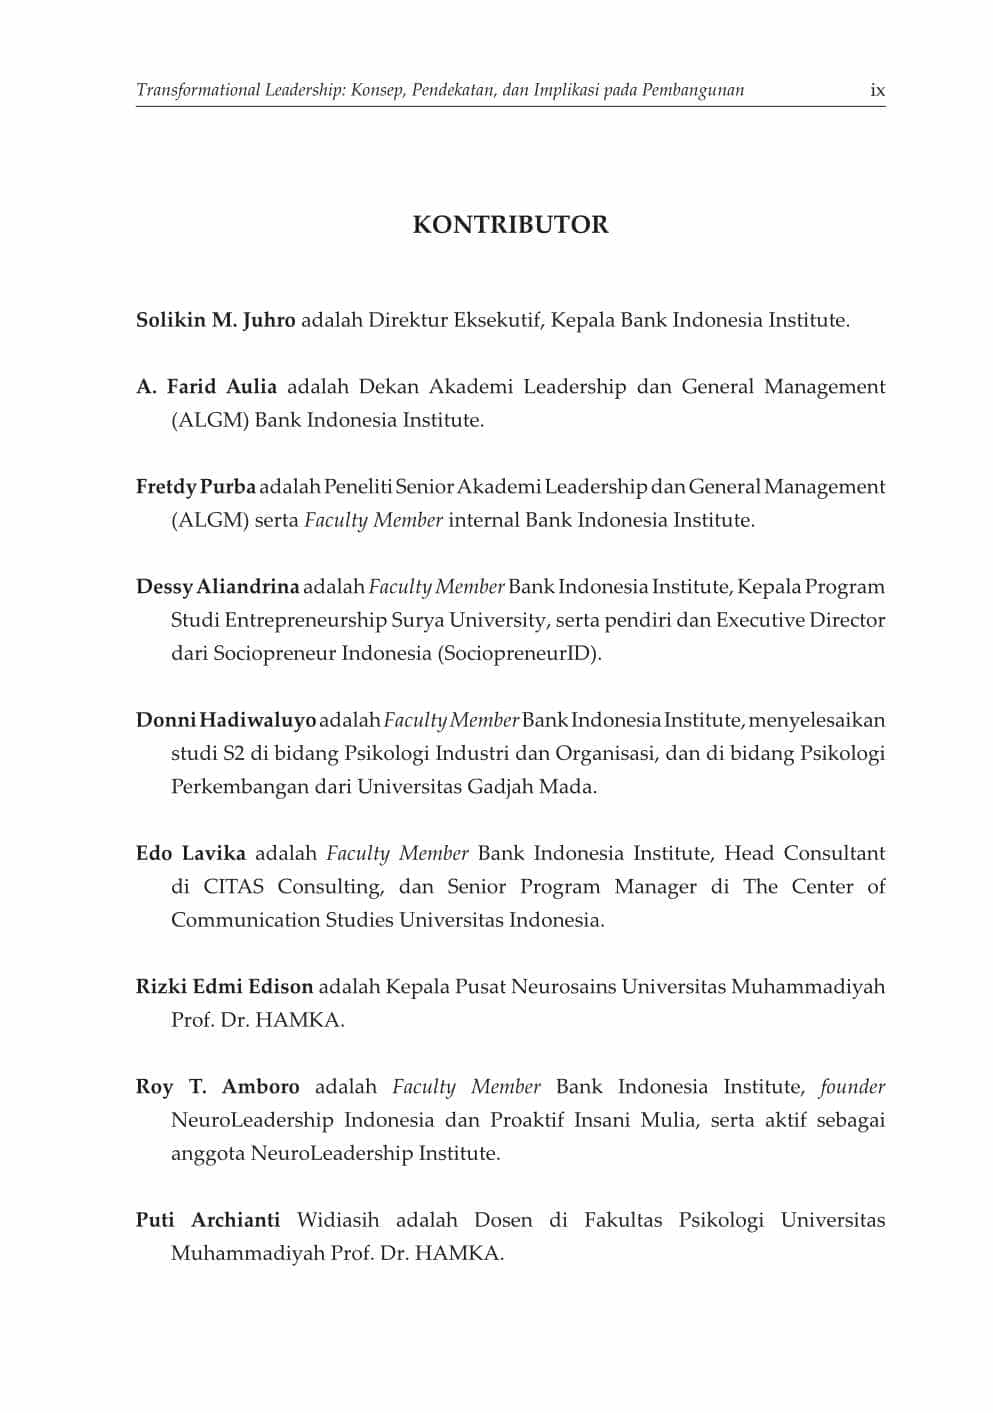 Transformational Leadership: Konsep, Pendekatan, dan Implikasi pada Pembangunan ix
KONTRIBUTOR
Solikin M. Juhro adalah Direktur Eksekutif, Kepala Bank Indonesia Institute.
A. Farid Aulia adalah Dekan Akademi Leadership dan General Management
(ALGM) Bank Indonesia Institute.
Fretdy Purba adalah Peneliti Senior Akademi Leadership dan General Management
(ALGM) serta Faculty Member internal Bank Indonesia Institute.
Dessy Aliandrina adalah Faculty Member Bank Indonesia Institute, Kepala Program
Studi Entrepreneurship Surya University, serta pendiri dan Executive Director
dari Sociopreneur Indonesia (SociopreneurID).
Donni Hadiwaluyo adalah Faculty Member Bank Indonesia Institute, menyelesaikan
studi S2 di bidang Psikologi Industri dan Organisasi, dan di bidang Psikologi
Perkembangan dari Universitas Gadjah Mada.
Edo Lavika adalah Faculty Member Bank Indonesia Institute, Head Consultant
di CITAS Consulting, dan Senior Program Manager di The Center of
Communication Studies Universitas Indonesia.
Rizki Edmi Edison adalah Kepala Pusat Neurosains Universitas Muhammadiyah
Prof. Dr. HAMKA.
Roy T. Amboro adalah Faculty Member Bank Indonesia Institute, founder
NeuroLeadership Indonesia dan Proaktif Insani Mulia, serta aktif sebagai
anggota NeuroLeadership Institute.
Puti Archianti Widiasih adalah Dosen di Fakultas Psikologi Universitas
Muhammadiyah Prof. Dr. HAMKA.